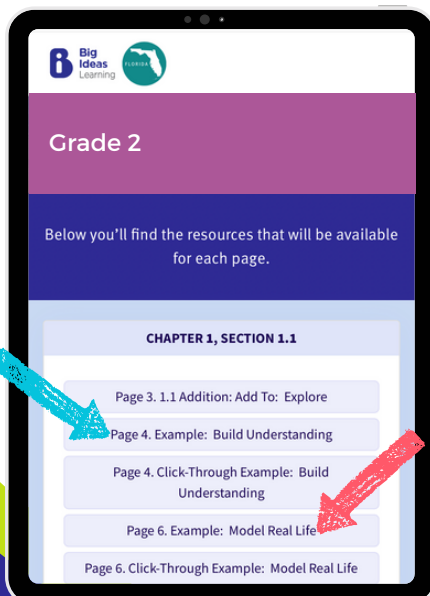 Big
Ideas
Learning
FLORIDA
Grade 2
Below you'll find the resources that will be available
for each page.
CHAPTER 1, SECTION 1.1
Page 3. 1.1 Addition: Add To: Explore
Page 4. Example: Build Understanding
Page 4. Click-Through Example: Build
Understanding
Page 6. Example: Model Real Life
Page 6. Click-Through Example: Model Real Life